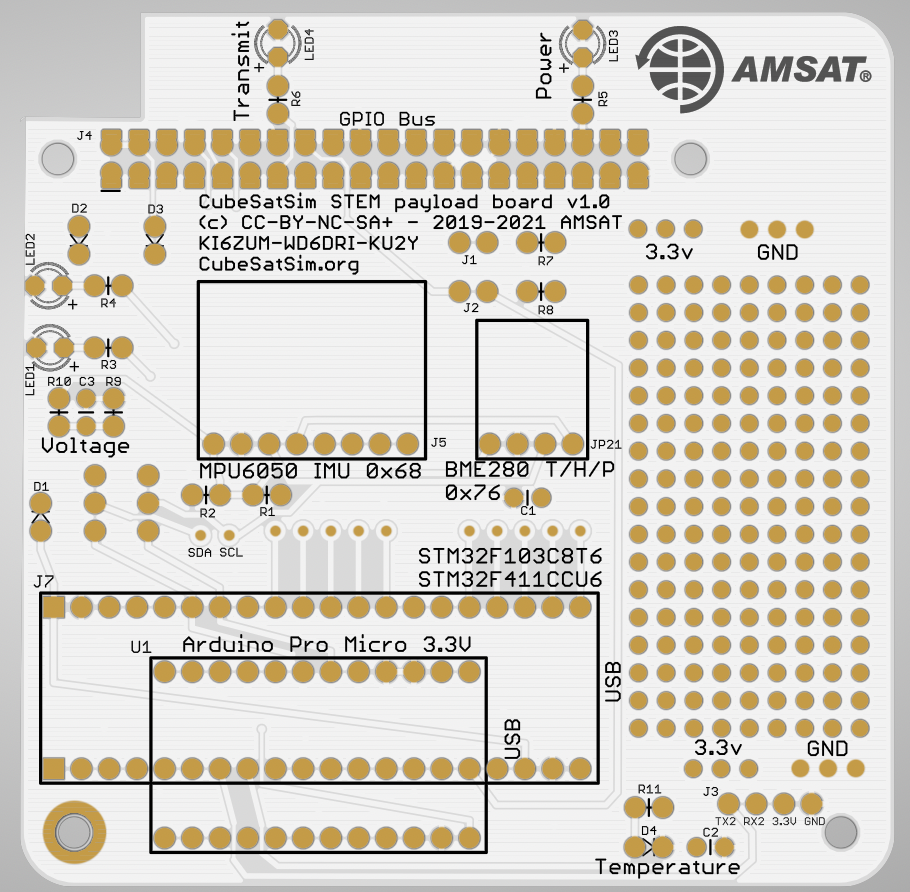 Transmit
LED4
+
R6
Power
LED3
+
R5
AMSAT®
GPIO Bus
J4
CubeSatSim STEM payload board v1.0
(c) CC-BY-NC-SA+ - 2019-2021 AMSAT
KI6ZUM-WD6DRI-KU2Y
CubeSatSim.org
D2
D3
LED2
+
R4
J1
R7
3.3v
GND
J2
R8
LED1
+
R3
R10 C3 R9
Voltage
J5
JP21
MPU6050 IMU 0x68
BME280 T/H/P
0x76
C1
D1
R2
R1
SDA SCL
STM32F103C8T6
STM32F411CCU6
J7
U1
Arduino Pro Micro 3.3V
USB
USB
3.3v
GND
R11
J3
TX2 RX2 3.3V GND
D4
C2
Temperature